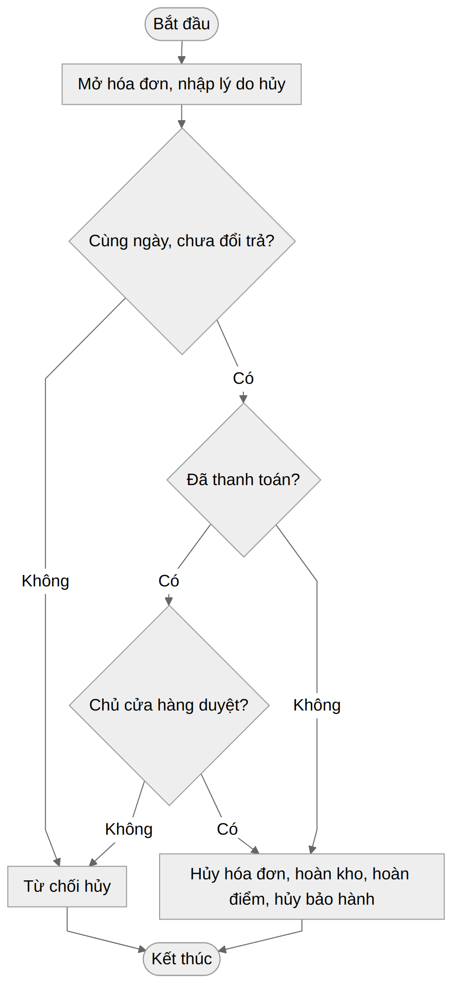 Bắt đầu
Mở hóa đơn, nhập lý do hủy
Cùng ngày, chưa đổi trả?
Có
Đã thanh toán?
Không
Có
Chủ cửa hàng duyệt?
Không
Không
Có
Từ chối hủy
Hủy hóa đơn, hoàn kho, hoàn
điểm, hủy bảo hành
Kết thúc